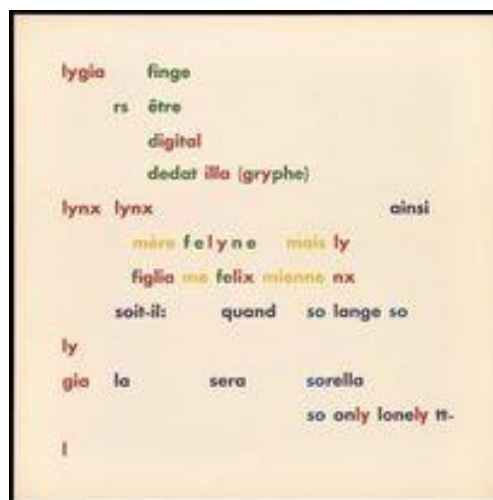 lygia finge
rs être
digital
dedat illa (gryphe)
lynx lynx ainsi
mère felyne mais ly
figlia me felix mienne nx
soit-il: quand so lange so
ly
gia la sera sorella
so only lonely tt-
l